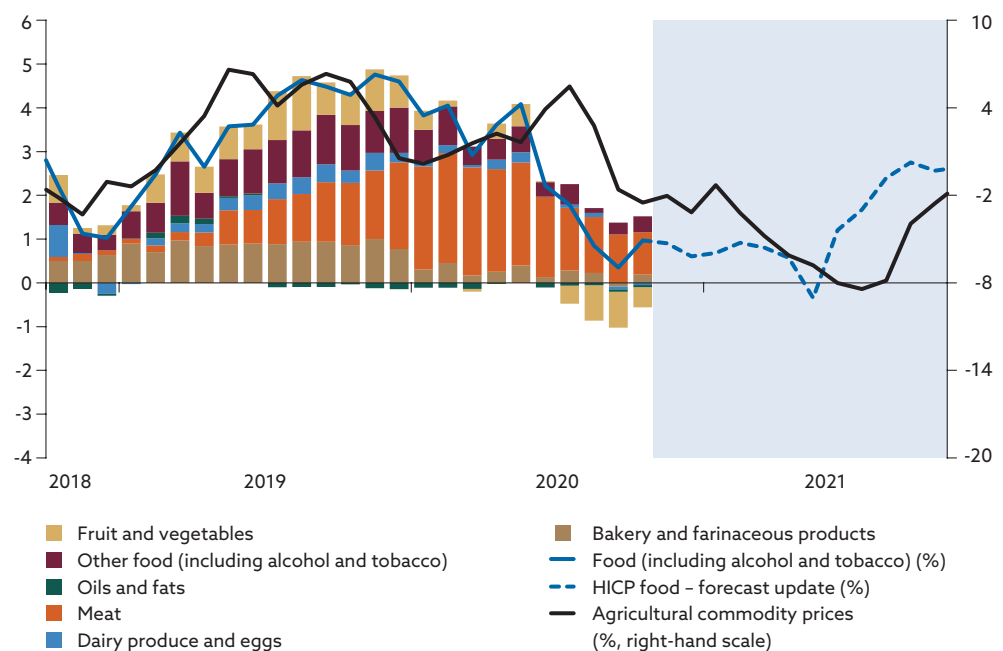 6
5
4
3
2
1
0
-1
-2
-3
-4
10
4
-2
-8
-14
-20
2018
2019
2020
2021
Fruit and vegetables
Other food (including alcohol and tobacco)
Oils and fats
Meat
Dairy produce and eggs
Bakery and farinaceous products
Food (including alcohol and tobacco) (%)
HICP food – forecast update (%)
Agricultural commodity prices
(%, right-hand scale)